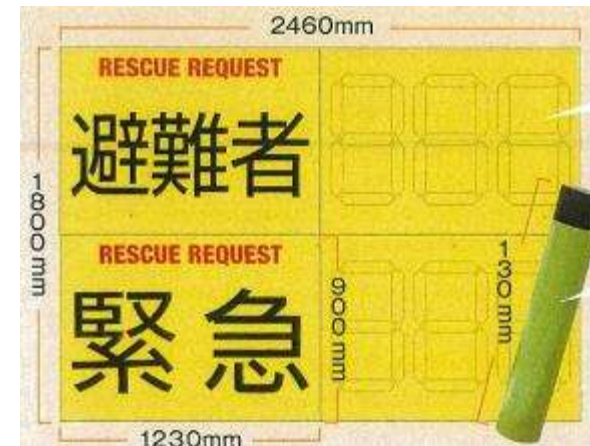 2460mm
RESCUE REQUEST
避難者
1800mm
RESCUE REQUEST
緊急
900mm
130mm
1230mm